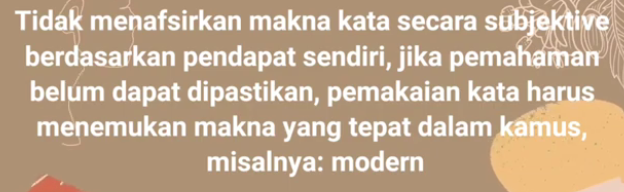 Tidak menafsirkan makna kata secara subjektive
berdasarkan pendapat sendiri, jika pemahaman
belum dapat dipastikan, pemakaian kata harus
menemukan makna yang tepat dalam kamus,
misalnya: modern